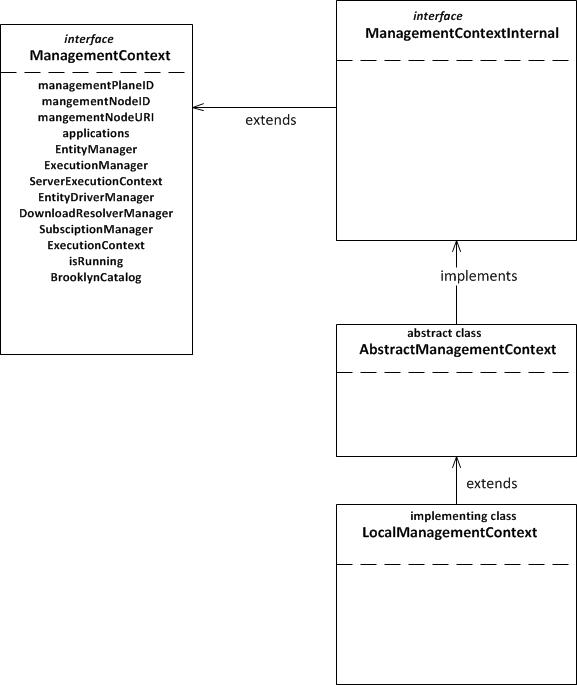 interface
ManagementContext
managementPlaneID
mangementNodeID
mangementNodeURI
applications
EntityManager
ExecutionManager
ServerExecutionContext
EntityDriverManager
DownloadResolverManager
SubsciptionManager
ExecutionContext
isRunning
BrooklynCatalog
extends
interface
ManagementContextInternal
implements
abstract class
AbstractManagementContext
extends
implementing class
LocalManagementContext